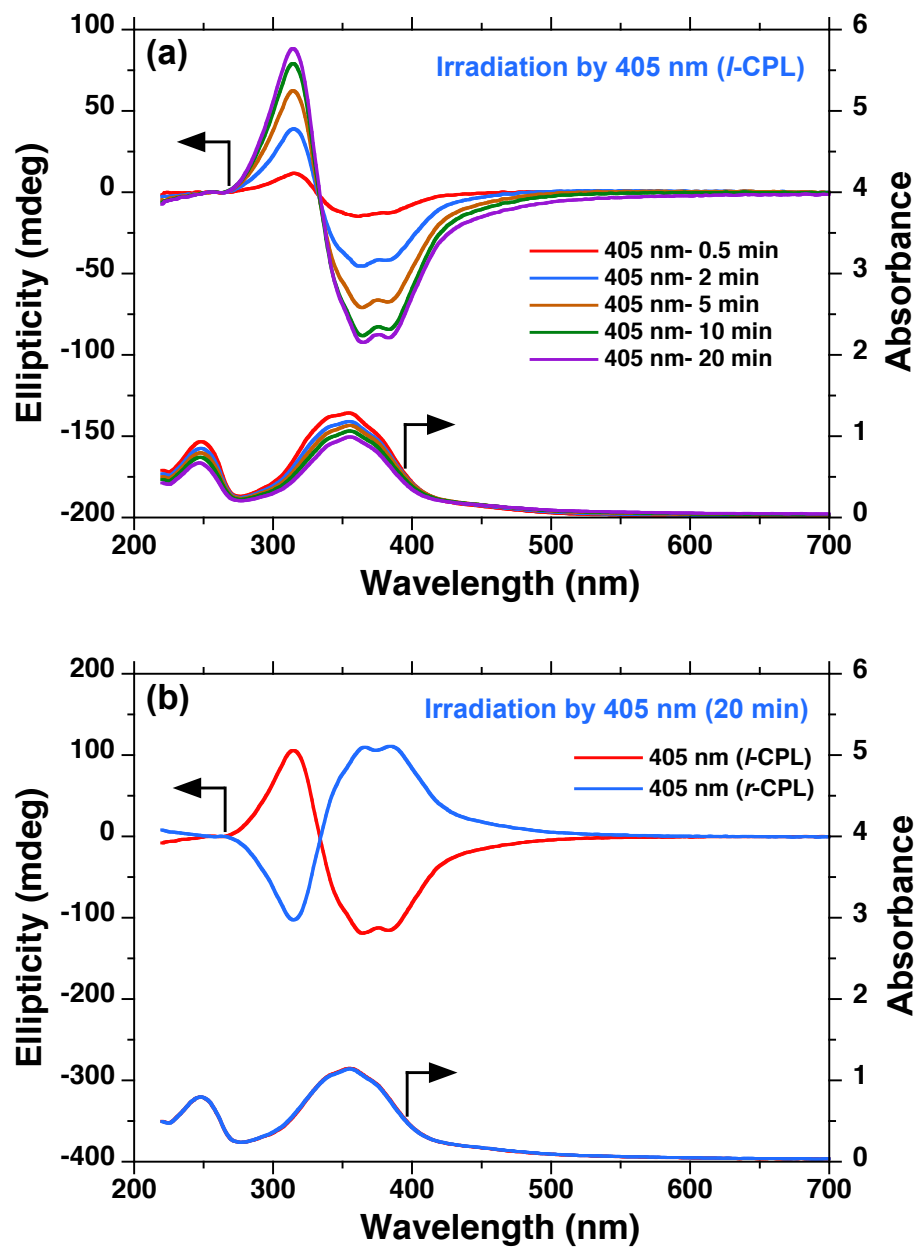 (a)
Irradiation by 405 nm (l-CPL)
100
50
0
-50
-100
-150
-200
Ellipticity (mdeg)
6
5
4
3
2
1
0
Absorbance
405 nm- 0.5 min
405 nm- 2 min
405 nm- 5 min
405 nm- 10 min
405 nm- 20 min
200 300 400 500 600 700
Wavelength (nm)
(b)
Irradiation by 405 nm (20 min)
200
100
0
-100
-200
-300
-400
Ellipticity (mdeg)
6
5
4
3
2
1
0
Absorbance
405 nm (l-CPL)
405 nm (r-CPL)
200 300 400 500 600 700
Wavelength (nm)